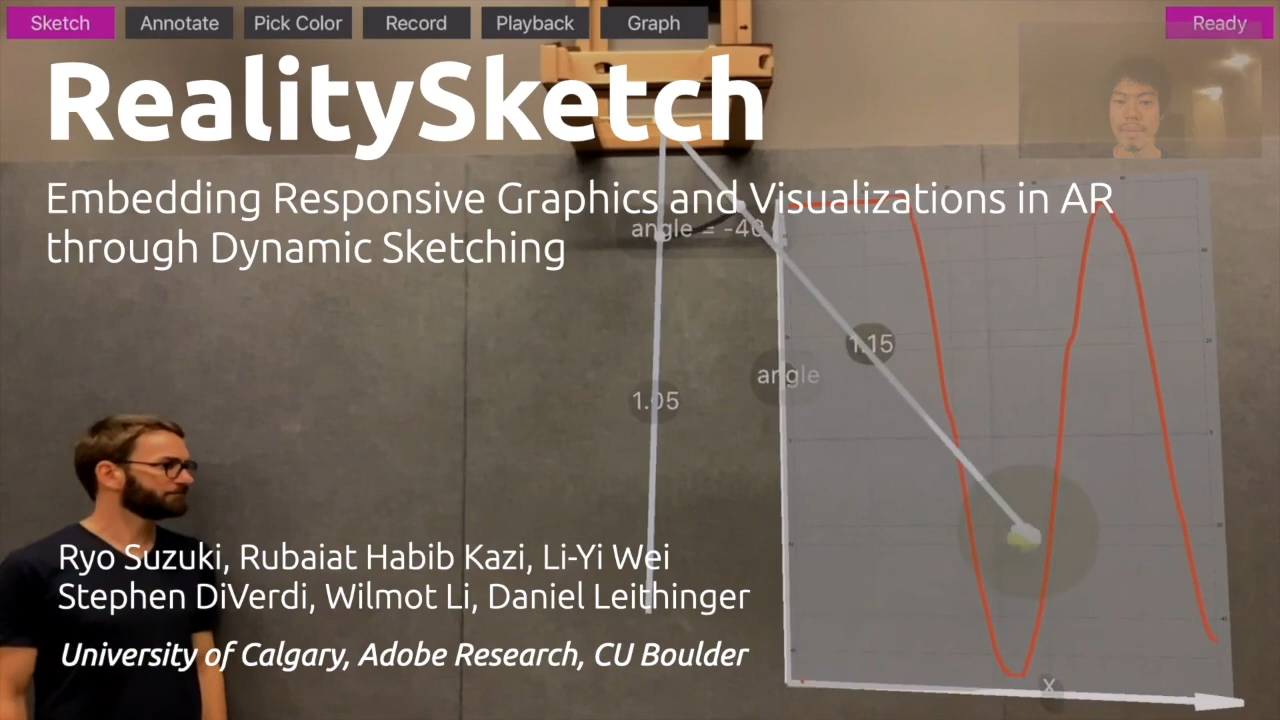 Sketch Annotate Pick Color Record Playback Graph Ready
RealitySketch
Embedding Responsive Graphics and Visualizations in AR
through Dynamic Sketching
angle = -40
1.15
angle
1.05
Ryo Suzuki, Rubaiat Habib Kazi, Li-Yi Wei
Stephen DiVerdi, Wilmot Li, Daniel Leithinger
University of Calgary, Adobe Research, CU Boulder
X